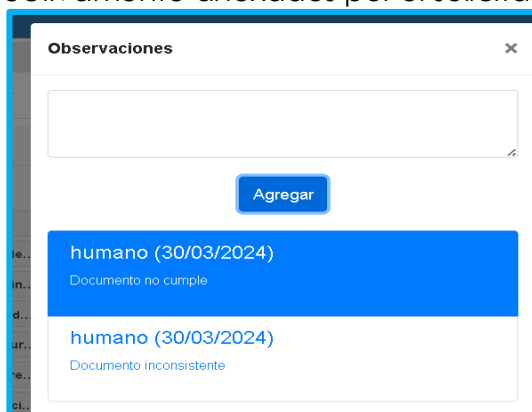 Observaciones ×
Agregar
humano (30/03/2024)
Documento no cumple
humano (30/03/2024)
Documento inconsistente